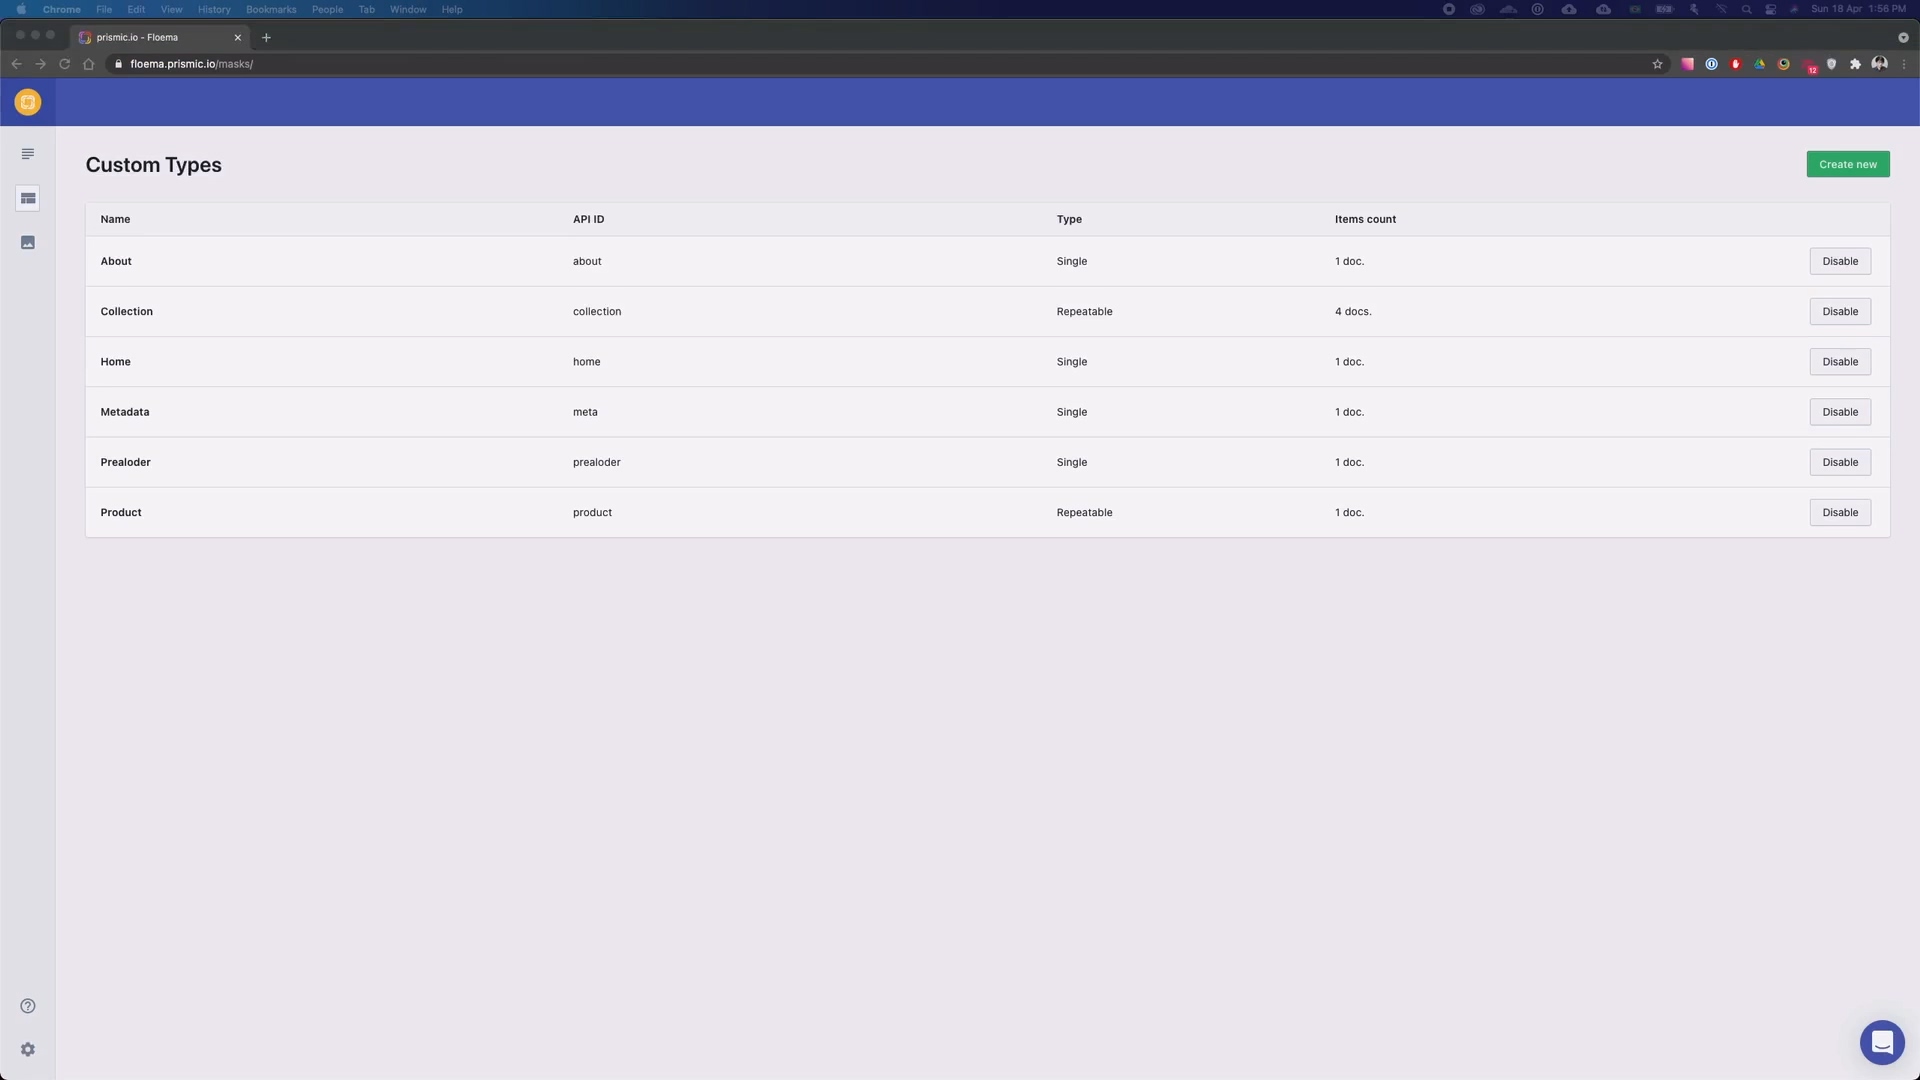 Chrome File Edit View History Bookmarks People Tab Window Help Sun 18 Apr 1:56 PM
prismic.io - Floema
floema.prismic.io/masks/
12
Custom Types
Create new
Name API ID Type Items count
About about Single 1 doc. Disable
Collection collection Repeatable 4 docs. Disable
Home home Single 1 doc. Disable
Metadata meta Single 1 doc. Disable
Prealoder prealoder Single 1 doc. Disable
Product product Repeatable 1 doc. Disable